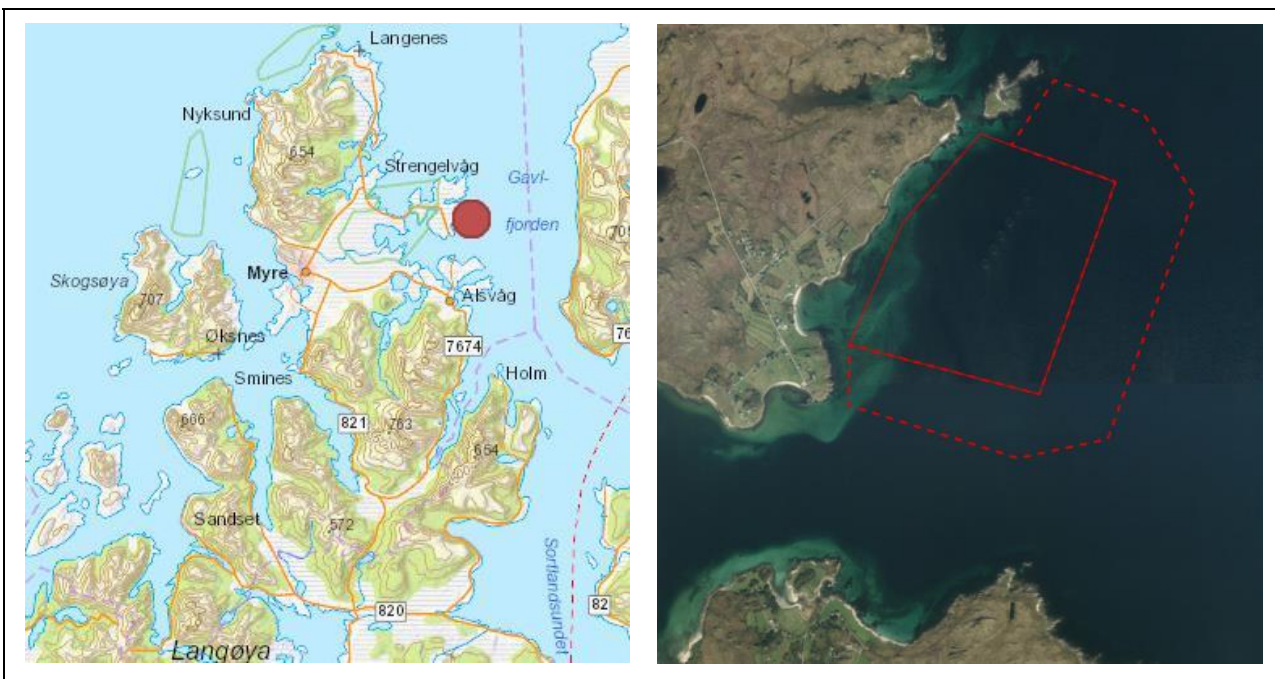 Langenes
Nyksund
654
Strengelvåg
Gavl-
fjorden
705
Skogsøya
Myre
707
Alsvåg
Øksnes
7674
76
Smines
Holm
666
821
763
654
Sandset
572
Sortlandsundet
820
82
Langøya